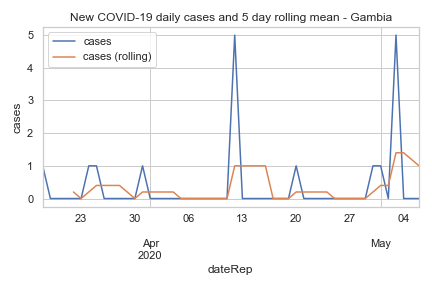 New COVID-19 daily cases and 5 day rolling mean - Gambia
cases
cases (rolling)
5
4
3
2
1
0
cases
23 30 06 13 20 27 04
Apr May
2020
dateRep